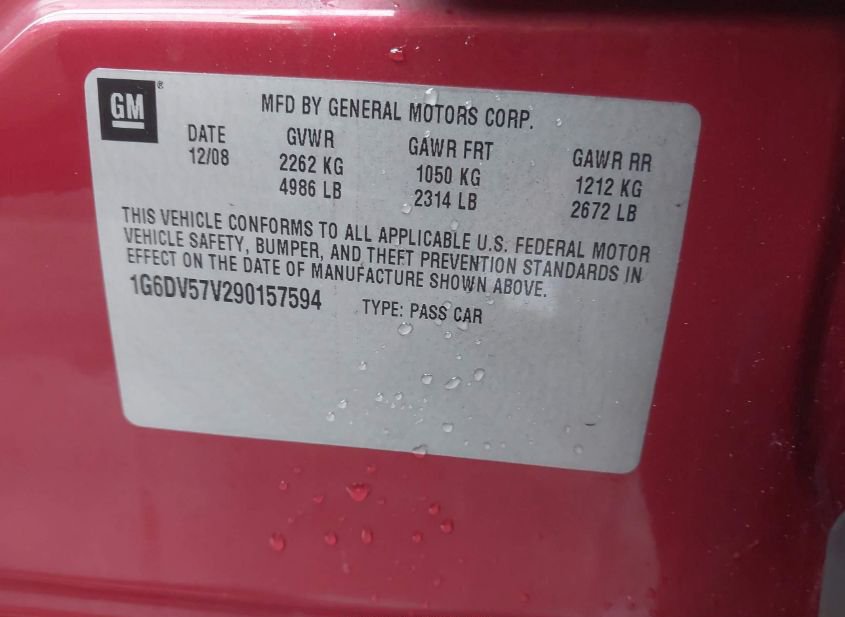 GM ®
MFD BY GENERAL MOTORS CORP.
DATE GVWR GAWR FRT GAWR RR
12/08 2262 KG 1050 KG 1212 KG
4986 LB 2314 LB 2672 LB
THIS VEHICLE CONFORMS TO ALL APPLICABLE U.S. FEDERAL MOTOR
VEHICLE SAFETY, BUMPER, AND THEFT PREVENTION STANDARDS IN
EFFECT ON THE DATE OF MANUFACTURE SHOWN ABOVE.
1G6DV57V290157594 TYPE: PASS CAR